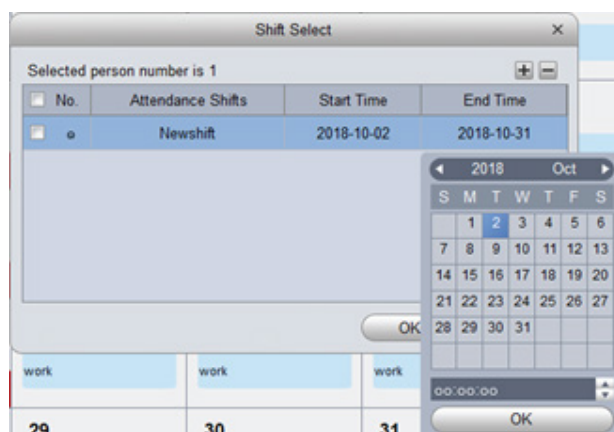 Shift Select
Selected person number is 1
No. Attendance Shifts Start Time End Time
0 Newshift 2018-10-02 2018-10-31
2018 Oct
S M T W T F S
1 2 3 4 5 6
7 8 9 10 11 12 13
14 15 16 17 18 19 20
21 22 23 24 25 26 27
28 29 30 31
OK
00:00:00
OK
work work work
29 30 31